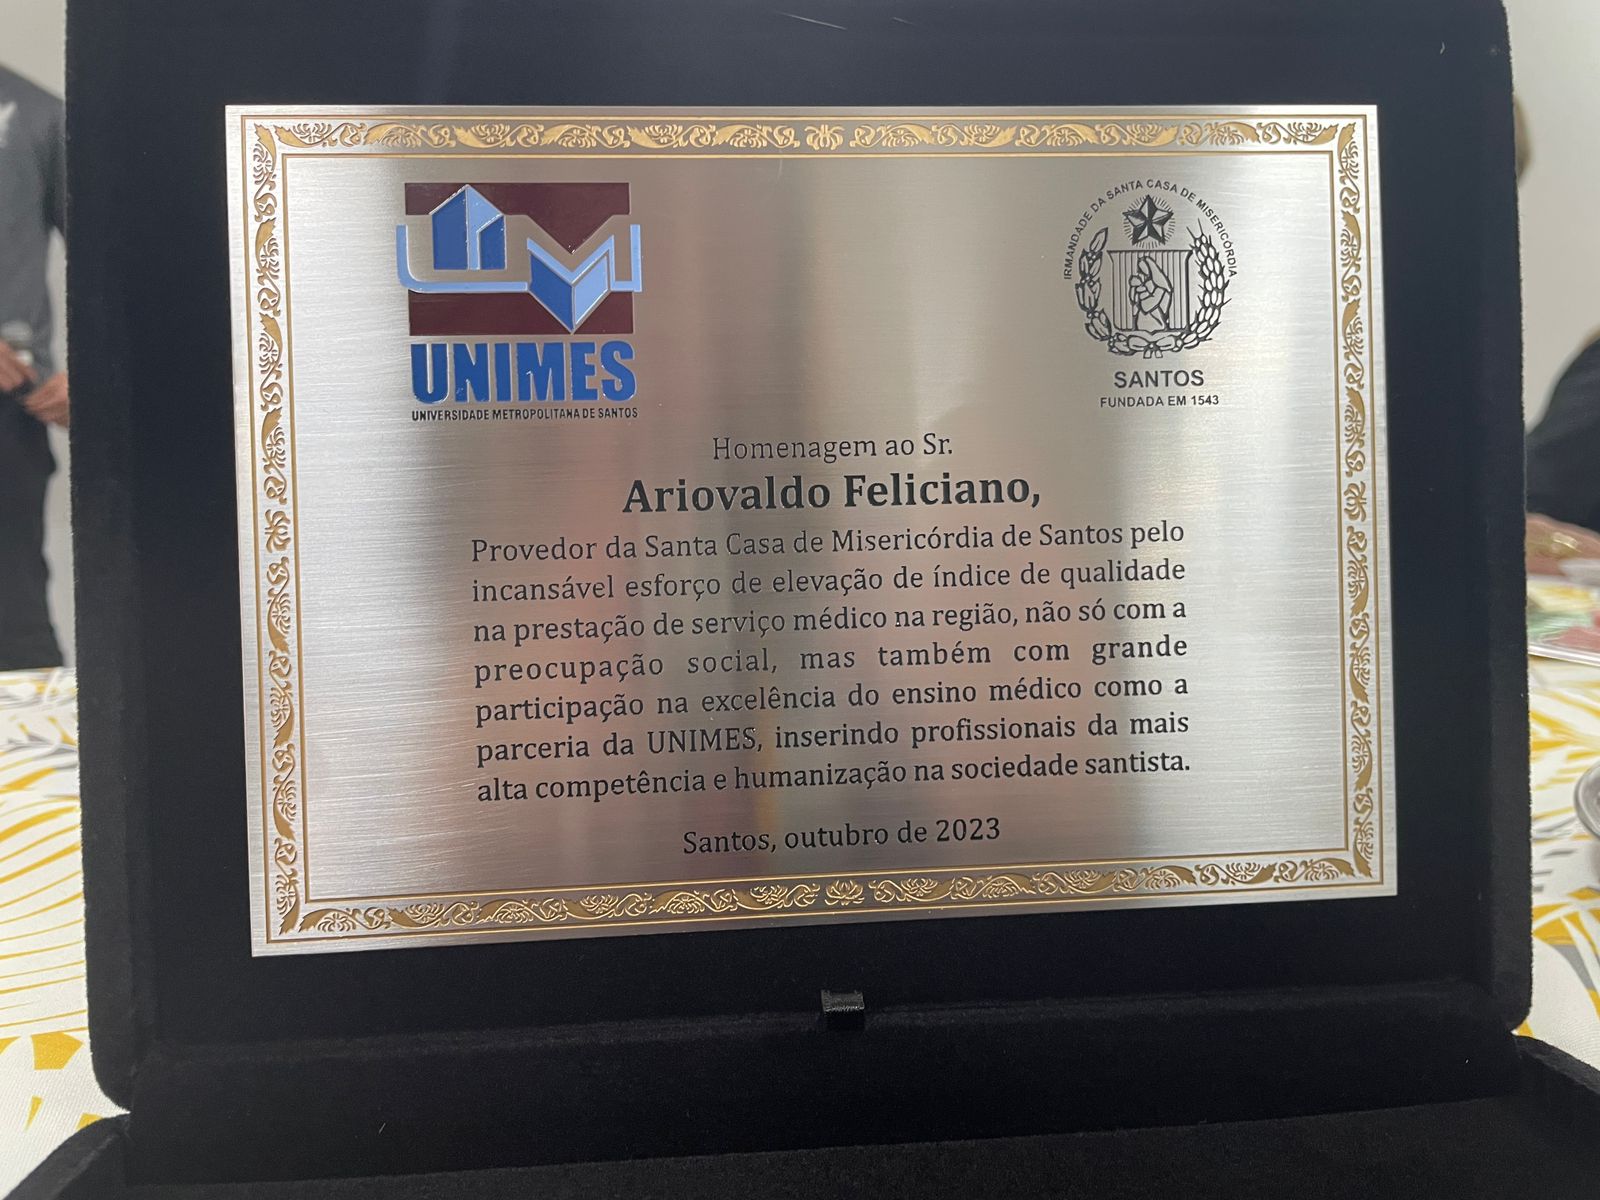 UNIMES
UNIVERSIDADE METROPOLITANA DE SANTOS
IRMANDADE DA SANTA CASA DE MISERICÓRDIA
SANTOS
FUNDADA EM 1543
Homenagem ao Sr.
Ariovaldo Feliciano,
Provedor da Santa Casa de Misericórdia de Santos pelo
incansável esforço de elevação de índice de qualidade
na prestação de serviço médico na região, não só com a
preocupação social, mas também com grande
participação na excelência do ensino médico como a
parceria da UNIMES, inserindo profissionais da mais
alta competência e humanização na sociedade santista.
Santos, outubro de 2023